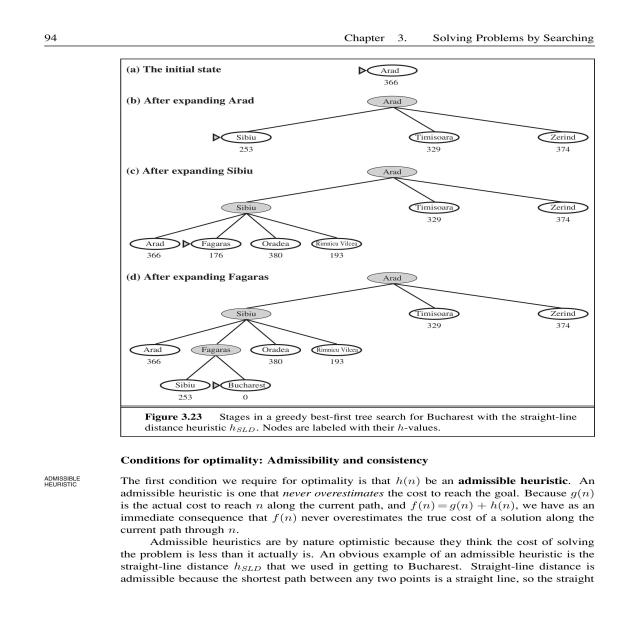 94 Chapter 3. Solving Problems by Searching
(a) The initial state
Arad
366
(b) After expanding Arad
Arad
Sibiu Timisoara Zerind
253 329 374
(c) After expanding Sibiu
Arad
Sibiu Timisoara Zerind
329 374
Arad Fagaras Oradea Rimnicu Vilcea
366 176 380 193
(d) After expanding Fagaras
Arad
Sibiu Timisoara Zerind
329 374
Arad Fagaras Oradea Rimnicu Vilcea
366 380 193
Sibiu Bucharest
253 0
Figure 3.23 Stages in a greedy best-first tree search for Bucharest with the straight-line
distance heuristic hSLD. Nodes are labeled with their h-values.
Conditions for optimality: Admissibility and consistency
ADMISSIBLE
HEURISTIC
The first condition we require for optimality is that h(n) be an admissible heuristic. An
admissible heuristic is one that never overestimates the cost to reach the goal. Because g(n)
is the actual cost to reach n along the current path, and f(n) = g(n) + h(n), we have as an
immediate consequence that f(n) never overestimates the true cost of a solution along the
current path through n.
Admissible heuristics are by nature optimistic because they think the cost of solving
the problem is less than it actually is. An obvious example of an admissible heuristic is the
straight-line distance hSLD that we used in getting to Bucharest. Straight-line distance is
admissible because the shortest path between any two points is a straight line, so the straight